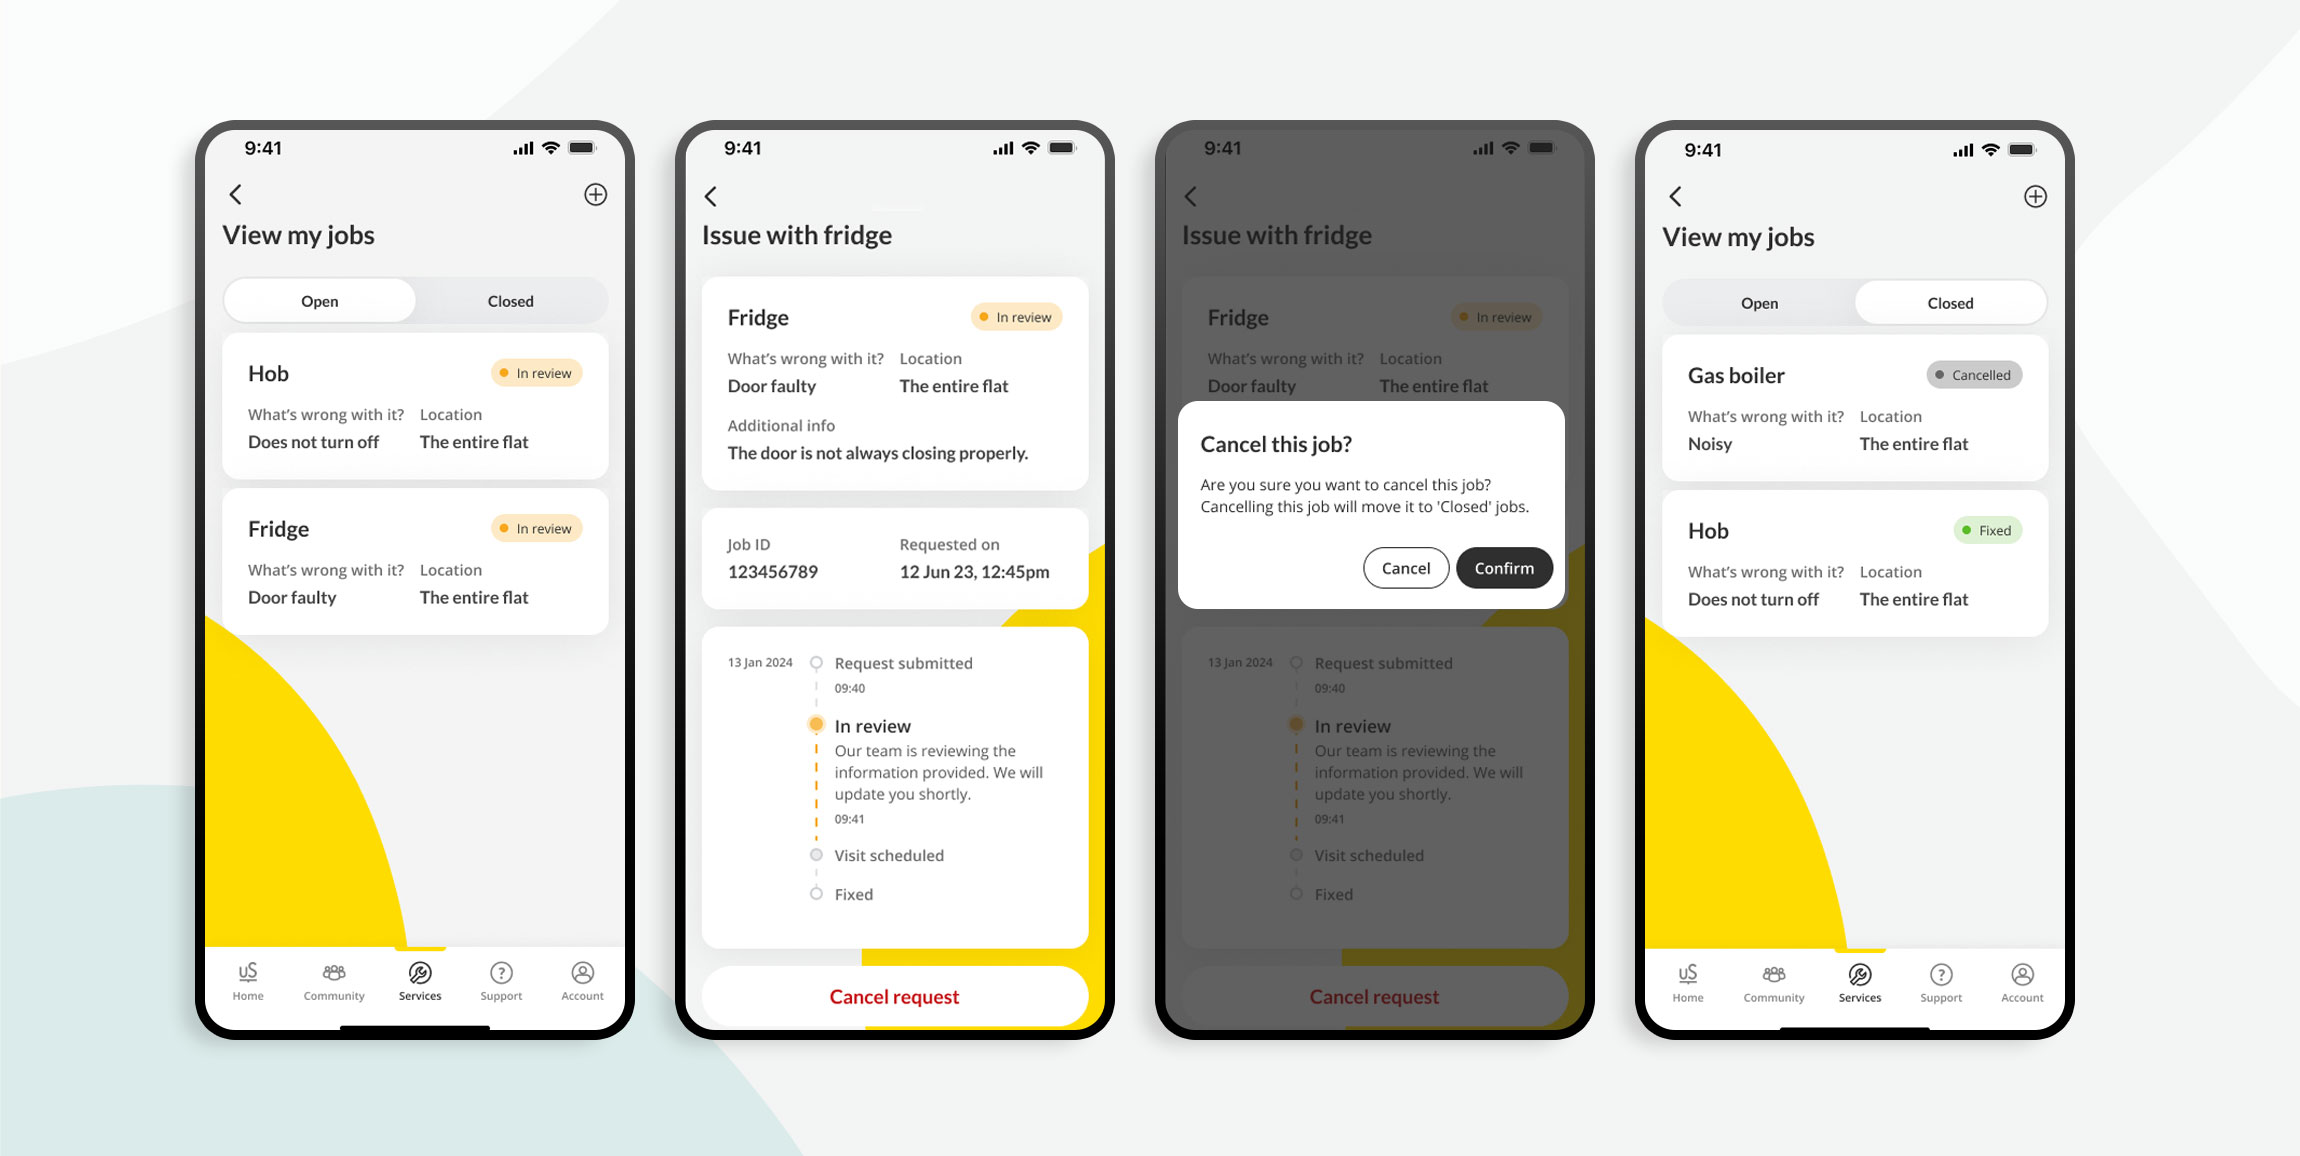 9:41
View my jobs
Open Closed
Hob In review
What's wrong with it? Location
Does not turn off The entire flat
Fridge In review
What's wrong with it? Location
Door faulty The entire flat
uS
Home Community Services Support Account
9:41
Issue with fridge
Fridge In review
What's wrong with it? Location
Door faulty The entire flat
Additional info
The door is not always closing properly.
Job ID Requested on
123456789 12 Jun 23, 12:45pm
13 Jan 2024 Request submitted
09:40
In review
Our team is reviewing the
information provided. We will
update you shortly.
09:41
Visit scheduled
Fixed
Cancel request
9:41
Issue with fridge
Fridge In review
What's wrong with it? Location
Door faulty The entire flat
Cancel this job?
Are you sure you want to cancel this job?
Cancelling this job will move it to 'Closed' jobs.
Cancel Confirm
13 Jan 2024 Request submitted
09:40
In review
Our team is reviewing the
information provided. We will
update you shortly.
09:41
Visit scheduled
Fixed
Cancel request
9:41
View my jobs
Open Closed
Gas boiler Cancelled
What's wrong with it? Location
Noisy The entire flat
Hob Fixed
What's wrong with it? Location
Does not turn off The entire flat
uS
Home Community Services Support Account